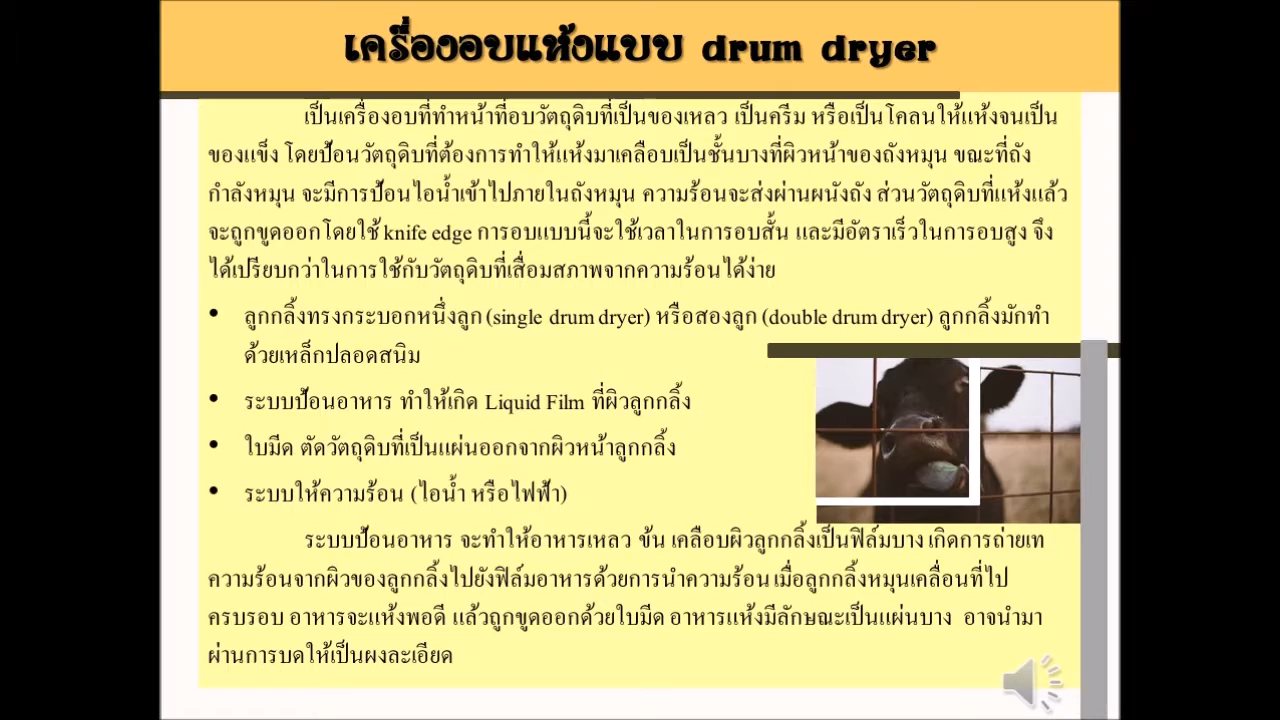 เครื่องอบแห้งแบบ drum dryer
เป็นเครื่องอบที่ทำหน้าที่อบวัตถุดิบที่เป็นของเหลว เป็นครีม หรือเป็นโคลนให้แห้งจนเป็น
ของแข็ง โดยป้อนวัตถุดิบที่ต้องการทำให้แห้งมาเคลือบเป็นชั้นบางที่ผิวหน้าของถังหมุน ขณะที่ถัง
กำลังหมุน จะมีการป้อนไอน้ำเข้าไปภายในถังหมุน ความร้อนจะส่งผ่านผนังถัง ส่วนวัตถุดิบที่แห้งแล้ว
จะถูกขูดออกโดยใช้ knife edge การอบแบบนี้จะใช้เวลาในการอบสั้น และมีอัตราเร็วในการอบสูง จึง
ได้เปรียบกว่าในการใช้กับวัตถุดิบที่เสื่อมสภาพจากความร้อนได้ง่าย
• ลูกกลิ้งทรงกระบอกหนึ่งลูก (single drum dryer) หรือสองลูก (double drum dryer) ลูกกลิ้งมักทำ
ด้วยเหล็กปลอดสนิม
• ระบบป้อนอาหาร ทำให้เกิด Liquid Film ที่ผิวลูกกลิ้ง
• ใบมีด ตัดวัตถุดิบที่เป็นแผ่นออกจากผิวหน้าลูกกลิ้ง
• ระบบให้ความร้อน (ไอน้ำ หรือไฟฟ้า)
ระบบป้อนอาหาร จะทำให้อาหารเหลว ข้น เคลือบผิวลูกกลิ้งเป็นฟิล์มบาง เกิดการถ่ายเท
ความร้อนจากผิวของลูกกลิ้งไปยังฟิล์มอาหารด้วยการนำความร้อน เมื่อลูกกลิ้งหมุนเคลื่อนที่ไป
ครบรอบ อาหารจะแห้งพอดี แล้วถูกขูดออกด้วยใบมีด อาหารแห้งมีลักษณะเป็นแผ่นบาง อาจนำมา
ผ่านการบดให้เป็นผงละเอียด